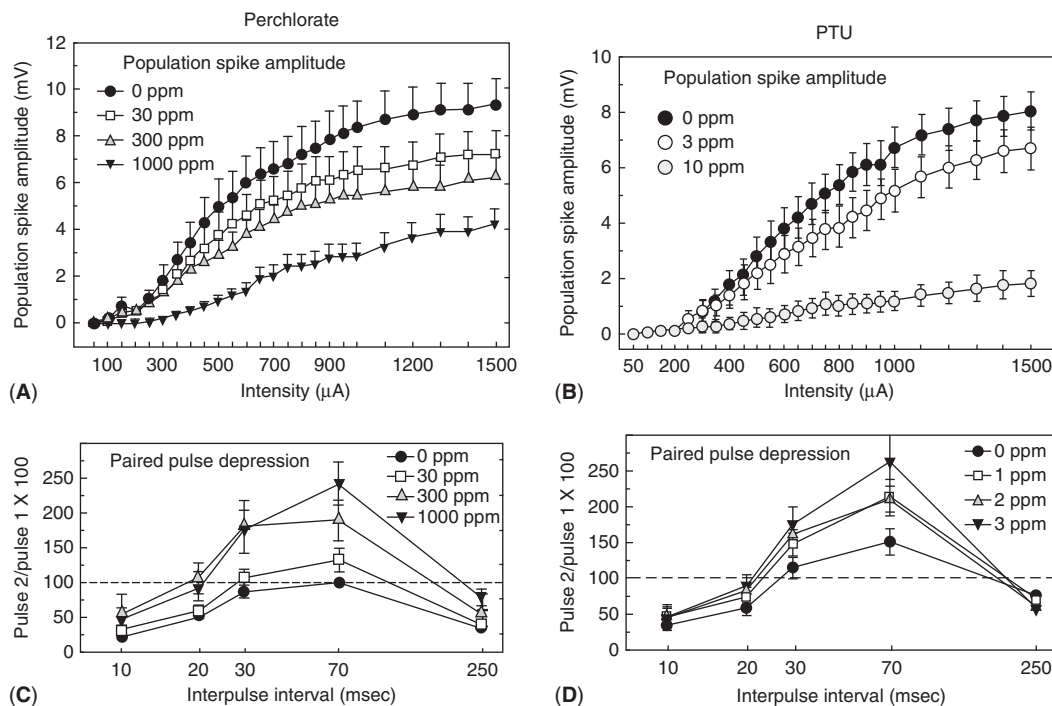 Perchlorate
Population spike amplitude (mV)
12
10
8
6
4
2
0
Population spike amplitude
0 ppm
30 ppm
300 ppm
1000 ppm
100 300 500 700 900 1200 1500
Intensity (μA)
(A)
PTU
Population spike amplitude (mV)
10
8
6
4
2
0
Population spike amplitude
0 ppm
3 ppm
10 ppm
50 200 400 600 800 1000 1500
Intensity (μA)
(B)
Pulse 2/pulse 1 X 100
250
200
150
100
50
0
Paired pulse depression
0 ppm
30 ppm
300 ppm
1000 ppm
10 20 30 70 250
Interpulse interval (msec)
(C)
Pulse 2/pulse 1 X 100
250
200
150
100
50
0
Paired pulse depression
0 ppm
1 ppm
2 ppm
3 ppm
10 20 30 70 250
Interpulse interval (msec)
(D)